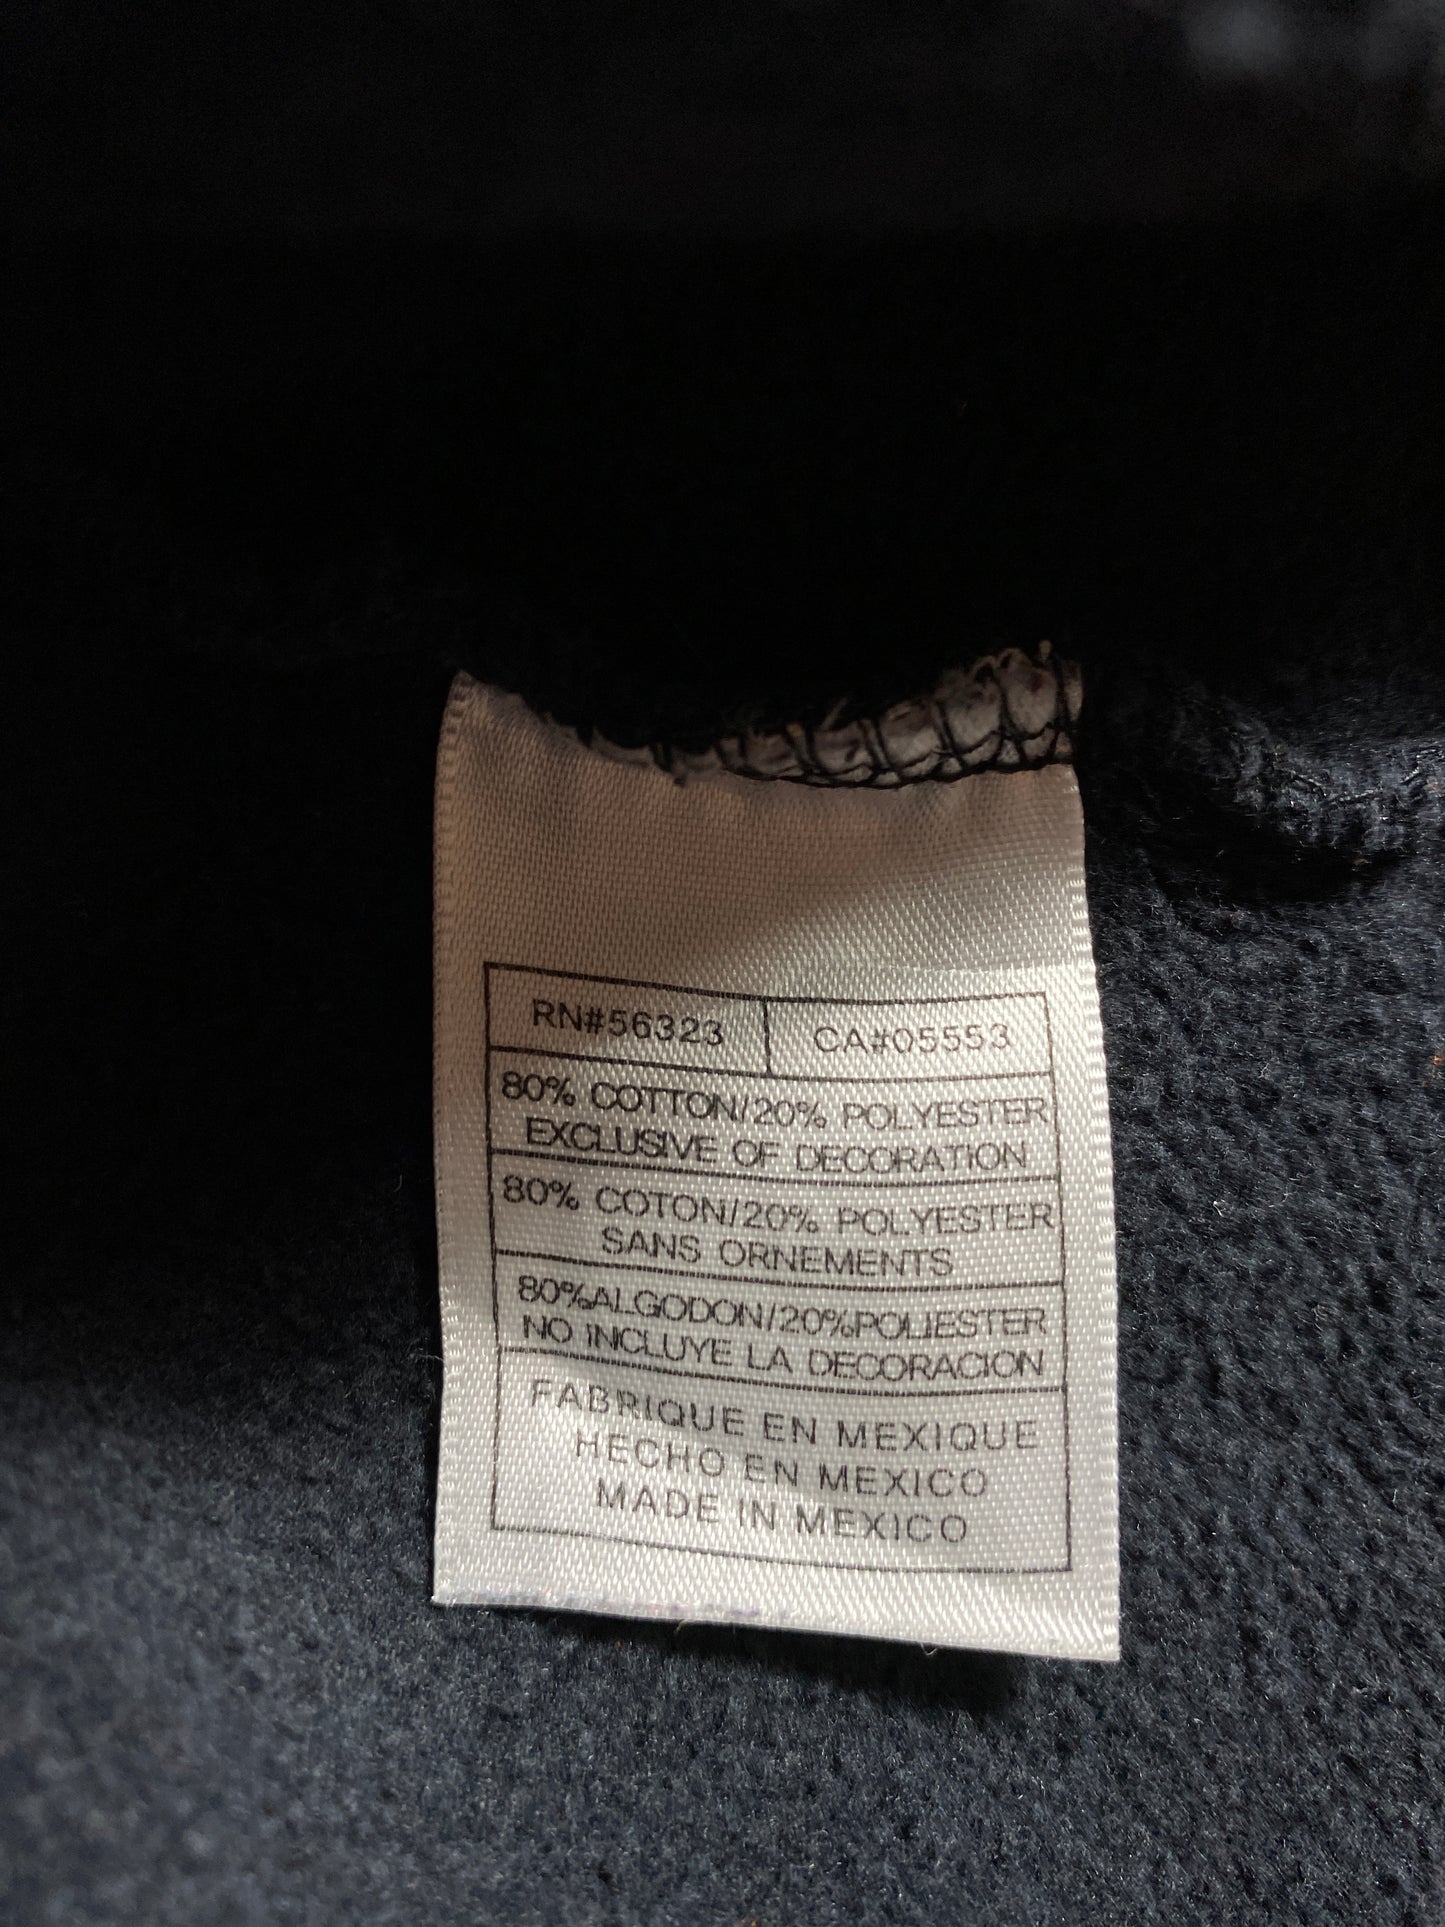 RN#56323 CA#05553
80% COTTON/20% POLYESTER
EXCLUSIVE OF DECORATION
80% COTON/20% POLYESTER
SANS ORNEMENTS
80%ALGODON/20%POLIESTER
NO INCLUYE LA DECORACION
FABRIQUE EN MEXIQUE
HECHO EN MEXICO
MADE IN MEXICO